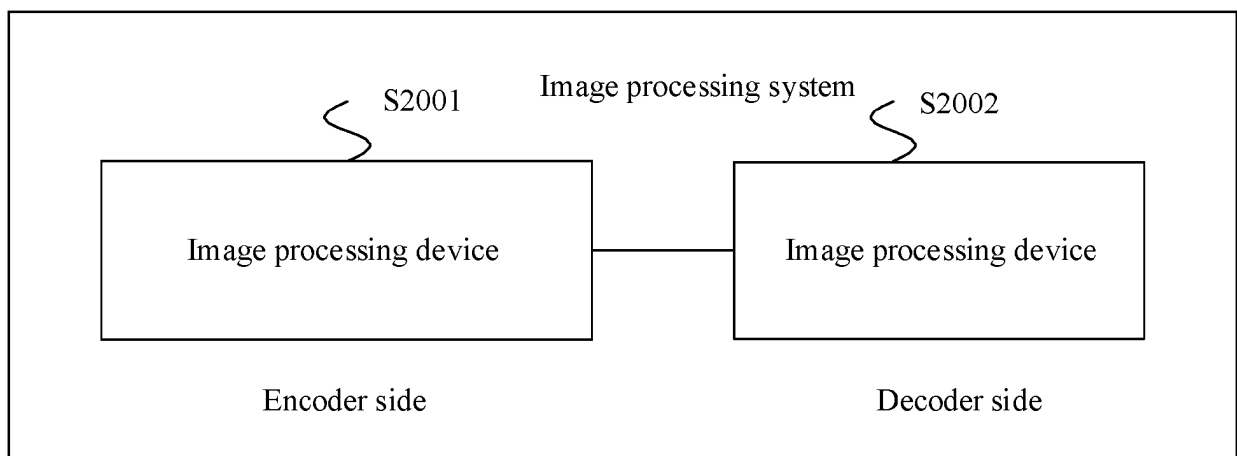 Image processing system
S2001
S2002
Image processing device
Image processing device
Encoder side
Decoder side